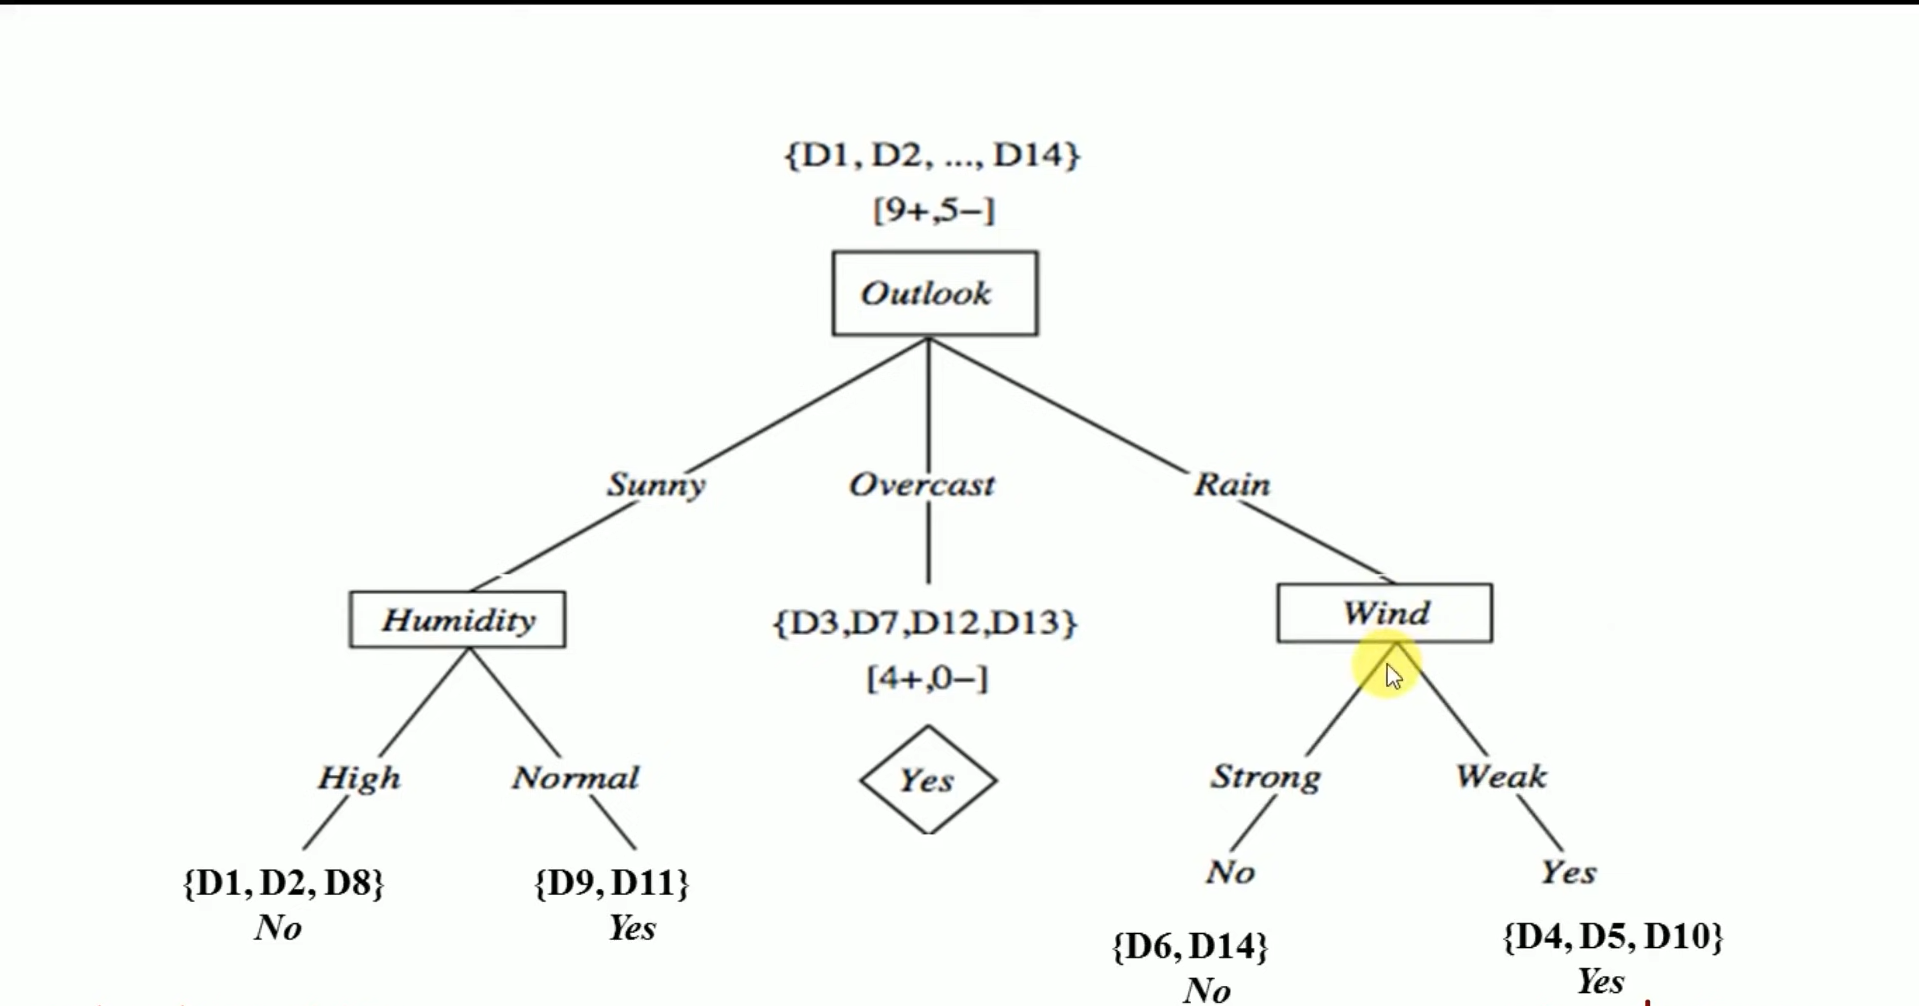 {D1, D2, ..., D14}
[9+,5−]
Outlook
Sunny
Overcast
Rain
Humidity
{D3,D7,D12,D13}
[4+,0−]
Wind
High
Normal
Yes
Strong
Weak
No
Yes
{D1, D2, D8}
No
{D9, D11}
Yes
{D6, D14}
No
{D4, D5, D10}
Yes